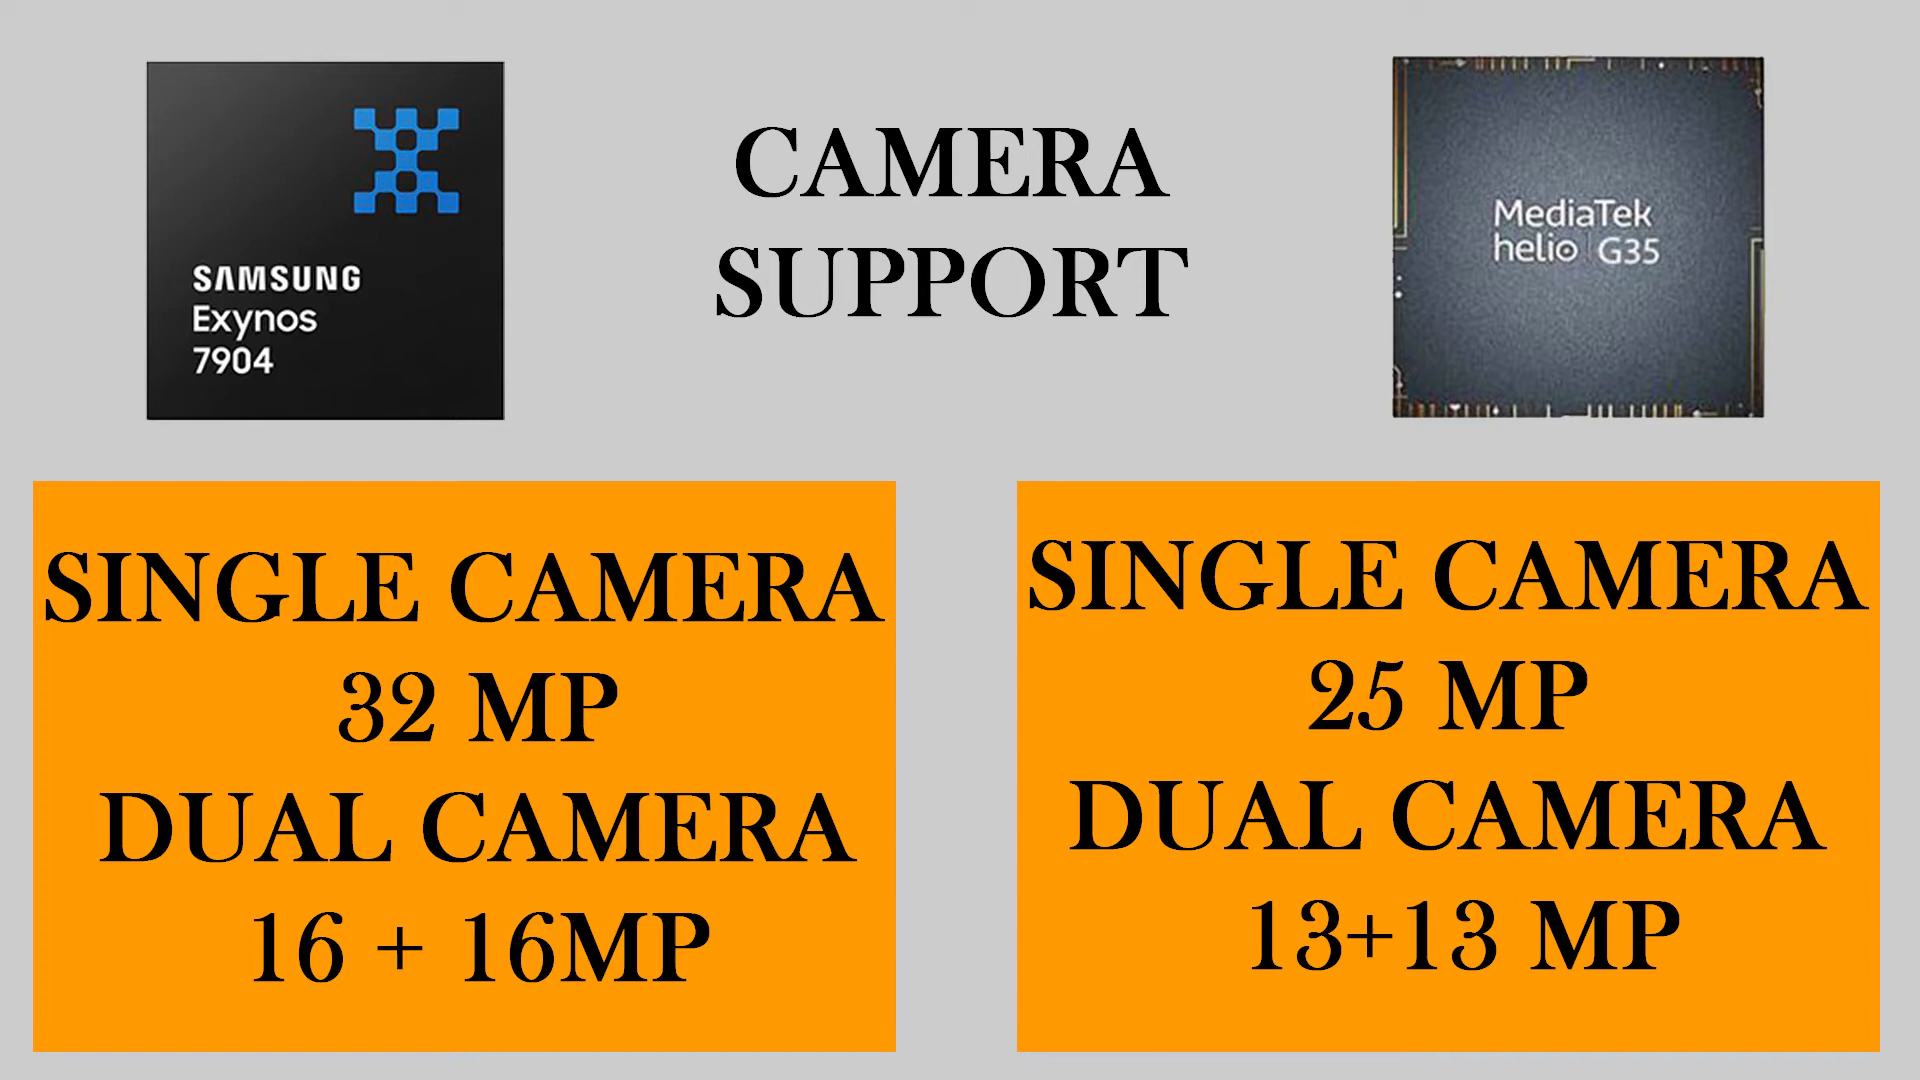 SAMSUNG
Exynos
7904
CAMERA
SUPPORT
MediaTek
helio G35
SINGLE CAMERA
32 MP
DUAL CAMERA
16 + 16MP
SINGLE CAMERA
25 MP
DUAL CAMERA
13+13 MP